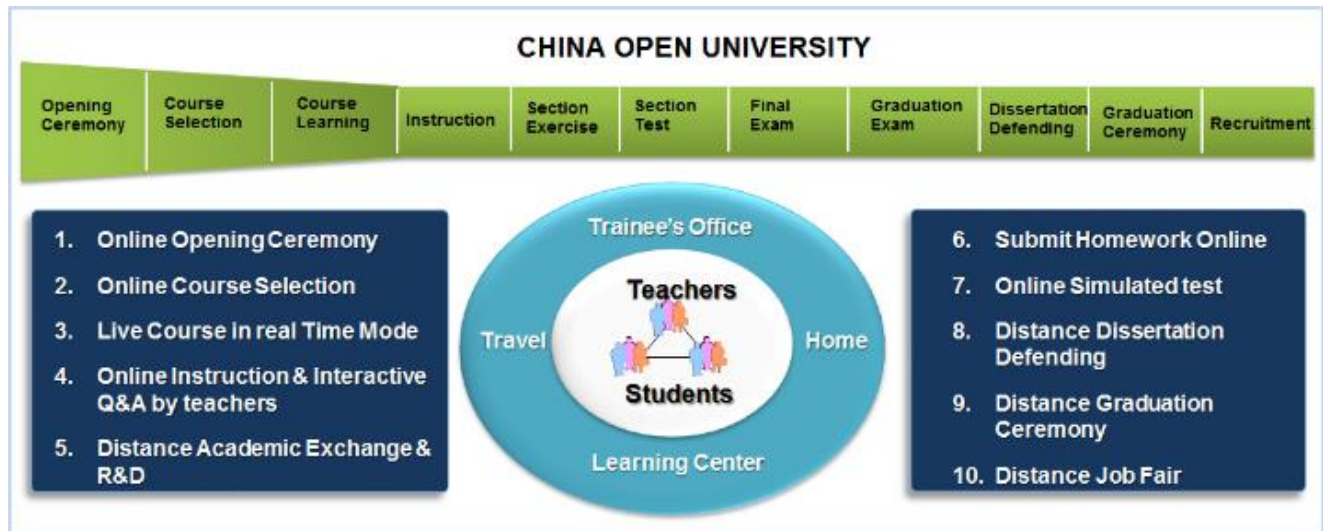 CHINA OPEN UNIVERSITY
Opening
Ceremony
Course
Selection
Course
Learning
Instruction
Section
Exercise
Section
Test
Final
Exam
Graduation
Exam
Dissertation
Defending
Graduation
Ceremony
Recruitment
1. Online Opening Ceremony
2. Online Course Selection
3. Live Course in real Time Mode
4. Online Instruction & Interactive
Q&A by teachers
5. Distance Academic Exchange &
R&D
Trainee's Office
Travel
Teachers
Students
Home
Learning Center
6. Submit Homework Online
7. Online Simulated test
8. Distance Dissertation
Defending
9. Distance Graduation
Ceremony
10. Distance Job Fair